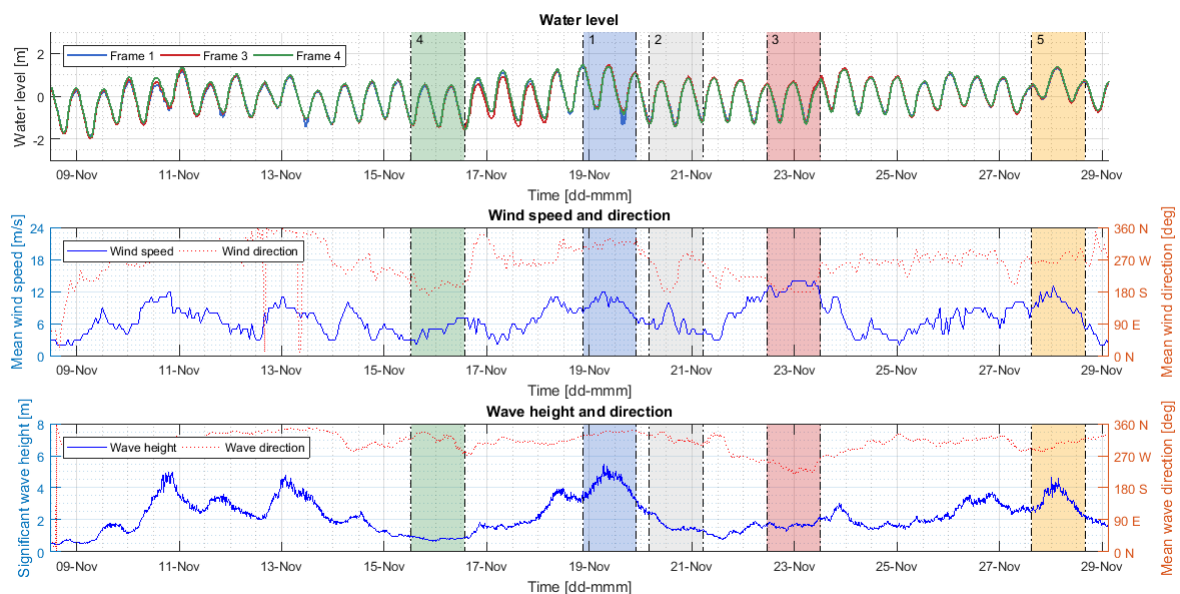 Water level
Water level [m]
2
0
-2
Frame 1 Frame 3 Frame 4
4 1 2 3 5
09-Nov 11-Nov 13-Nov 15-Nov 17-Nov 19-Nov 21-Nov 23-Nov 25-Nov 27-Nov 29-Nov
Time [dd-mmm]
Wind speed and direction
Mean wind speed [m/s]
24
18
12
6
0
Wind speed Wind direction
360 N
270 W
180 S
90 E
0 N
Mean wind direction [deg]
09-Nov 11-Nov 13-Nov 15-Nov 17-Nov 19-Nov 21-Nov 23-Nov 25-Nov 27-Nov 29-Nov
Time [dd-mmm]
Wave height and direction
Significant wave height [m]
8
6
4
2
0
Wave height Wave direction
360 N
270 W
180 S
90 E
0 N
Mean wave direction [deg]
09-Nov 11-Nov 13-Nov 15-Nov 17-Nov 19-Nov 21-Nov 23-Nov 25-Nov 27-Nov 29-Nov
Time [dd-mmm]